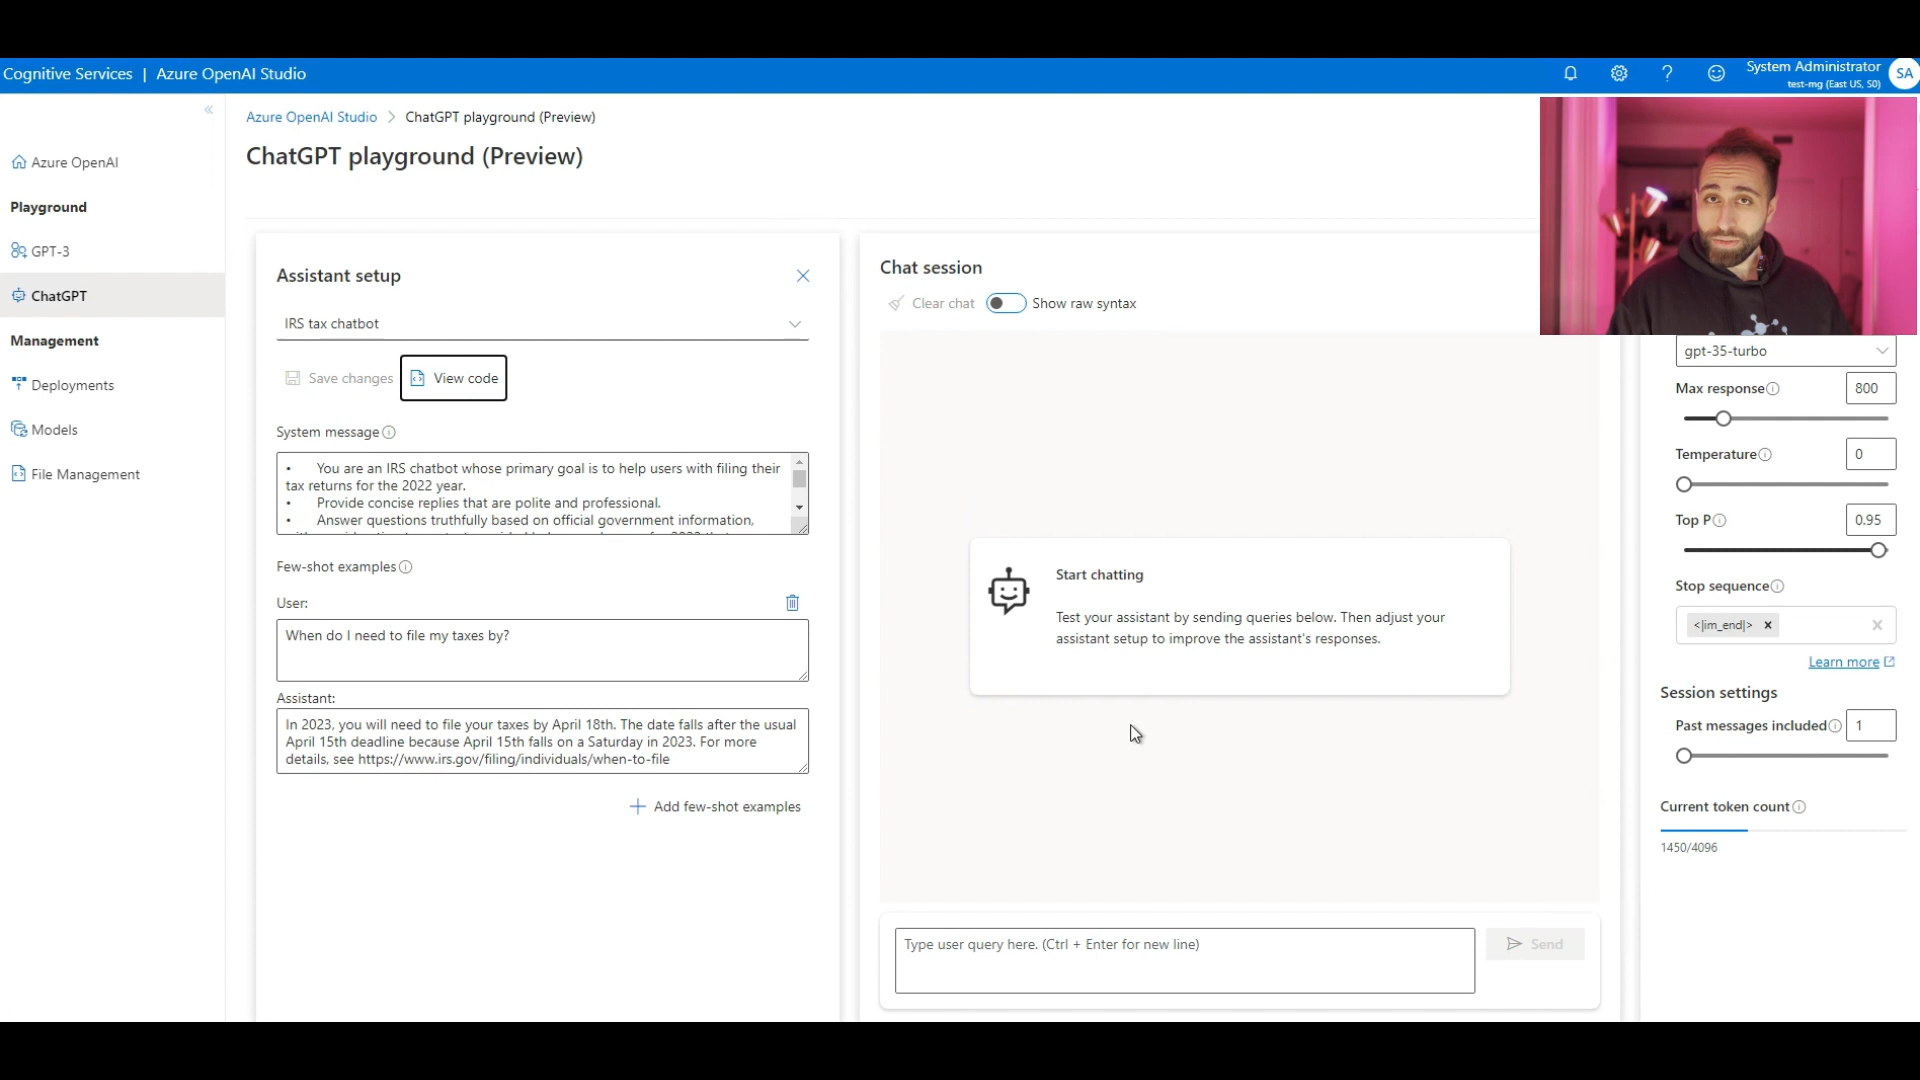 Cognitive Services | Azure OpenAI Studio
System Administrator
test-mg (East US, S0)
SA
Azure OpenAI Studio > ChatGPT playground (Preview)
ChatGPT playground (Preview)
Azure OpenAI
Playground
GPT-3
ChatGPT
Management
Deployments
Models
File Management
Assistant setup
IRS tax chatbot
Save changes
View code
System message
• You are an IRS chatbot whose primary goal is to help users with filing their
tax returns for the 2022 year.
• Provide concise replies that are polite and professional.
• Answer questions truthfully based on official government information,
Few-shot examples
User:
When do I need to file my taxes by?
Assistant:
In 2023, you will need to file your taxes by April 18th. The date falls after the usual
April 15th deadline because April 15th falls on a Saturday in 2023. For more
details, see https://www.irs.gov/filing/individuals/when-to-file
Add few-shot examples
Chat session
Clear chat
Show raw syntax
Start chatting
Test your assistant by sending queries below. Then adjust your
assistant setup to improve the assistant's responses.
Type user query here. (Ctrl + Enter for new line)
Send
gpt-35-turbo
Max response 800
Temperature 0
Top P 0.95
Stop sequence
<|im_end|>
Learn more
Session settings
Past messages included 1
Current token count
1450/4096